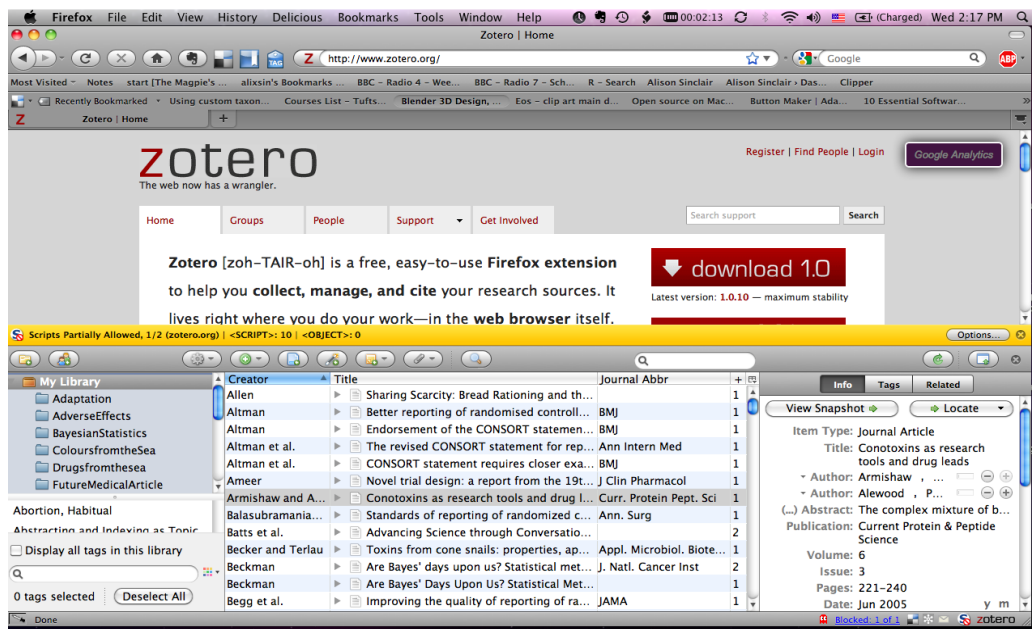 Firefox File Edit View History Delicious Bookmarks Tools Window Help 00:02:13 (Charged) Wed 2:17 PM
Zotero | Home
http://www.zotero.org/ Google ABP
Most Visited Notes start [The Magpie's ... alixsin's Bookmarks ... BBC – Radio 4 – Wee... BBC – Radio 7 – Sch... R – Search Alison Sinclair Alison Sinclair › Das... Clipper
Recently Bookmarked Using custom taxon... Courses List – Tufts... Blender 3D Design, ... Eos – clip art main d... Open source on Mac... Button Maker | Ada... 10 Essential Softwar... »
Z Zotero | Home +
zotero
The web now has a wrangler.
Register | Find People | Login
Google Analytics
Home Groups People Support Get Involved
Search support Search
Zotero [zoh-TAIR-oh] is a free, easy-to-use Firefox extension
to help you collect, manage, and cite your research sources. It
lives right where you do your work—in the web browser itself.
download 1.0
Latest version: 1.0.10 — maximum stability
Scripts Partially Allowed, 1/2 (zotero.org) | <SCRIPT>: 10 | <OBJECT>: 0 Options...
My Library
Adaptation
AdverseEffects
BayesianStatistics
ColoursfromtheSea
Drugsfromthesea
FutureMedicalArticle
Abortion, Habitual
Abstracting and Indexing as Topic
Display all tags in this library
0 tags selected Deselect All
Creator Title Journal Abbr +
Allen Sharing Scarcity: Bread Rationing and th... 1
Altman Better reporting of randomised controll... BMJ 1
Altman Endorsement of the CONSORT statemen... BMJ 1
Altman et al. The revised CONSORT statement for rep... Ann Intern Med 1
Altman et al. CONSORT statement requires closer exa... BMJ 1
Ameer Novel trial design: a report from the 19t... J Clin Pharmacol 1
Armishaw and A... Conotoxins as research tools and drug l... Curr. Protein Pept. Sci 1
Balasubramania... Standards of reporting of randomized c... Ann. Surg 1
Batts et al. Advancing Science through Conversatio... 2
Becker and Terlau Toxins from cone snails: properties, ap... Appl. Microbiol. Biote... 1
Beckman Are Bayes' days upon us? Statistical met... J. Natl. Cancer Inst 2
Beckman Are Bayes' Days Upon Us? Statistical Met... 1
Begg et al. Improving the quality of reporting of ra... JAMA 1
Info Tags Related
View Snapshot Locate
Item Type: Journal Article
Title: Conotoxins as research
tools and drug leads
Author: Armishaw , ...
Author: Alewood , P...
(...) Abstract: The complex mixture of b...
Publication: Current Protein & Peptide
Science
Volume: 6
Issue: 3
Pages: 221–240
Date: Jun 2005 y m
Done Blocked: 1 of 1 zotero